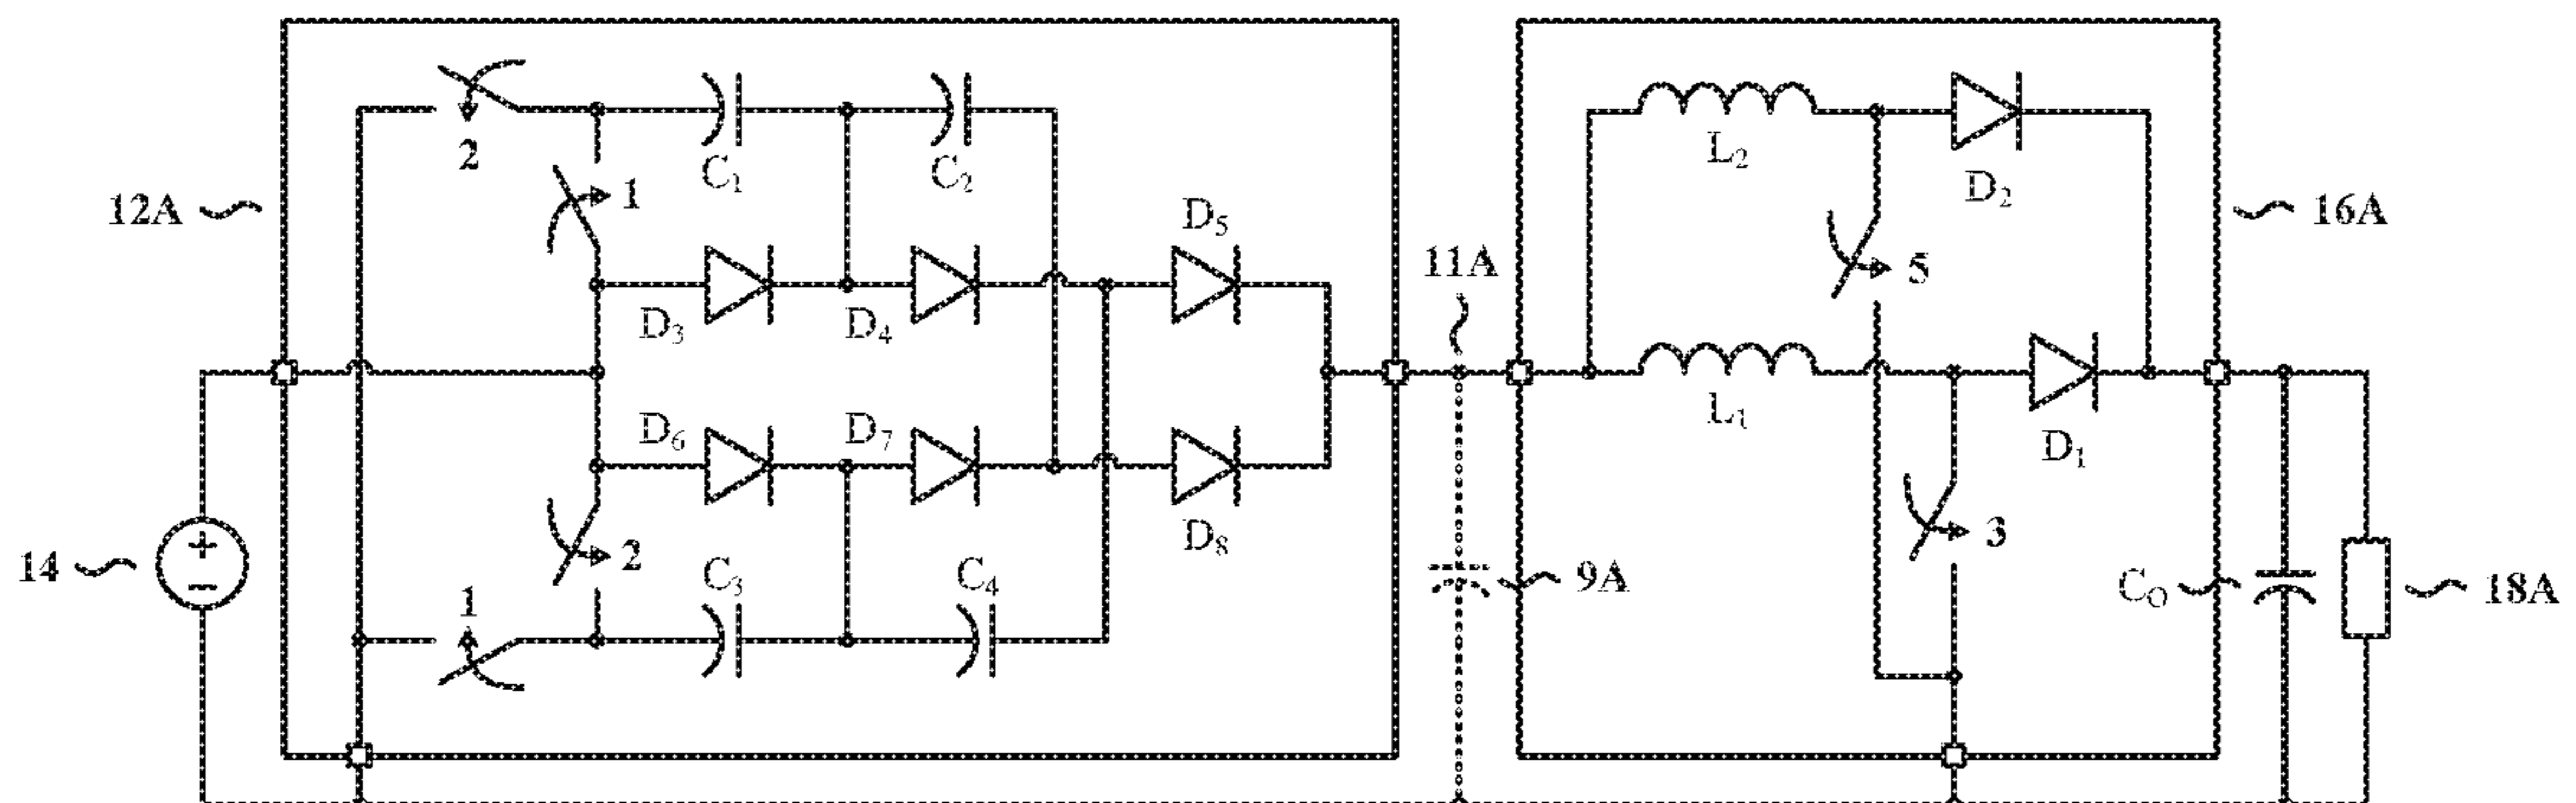 2
C₁
C₂
L₂
D₂
12A
1
D₅
16A
11A
5
D₃
D₄
D₆
D₇
L₁
D₁
14
2
C₃
C₄
D₈
3
9A
C_O
18A
1